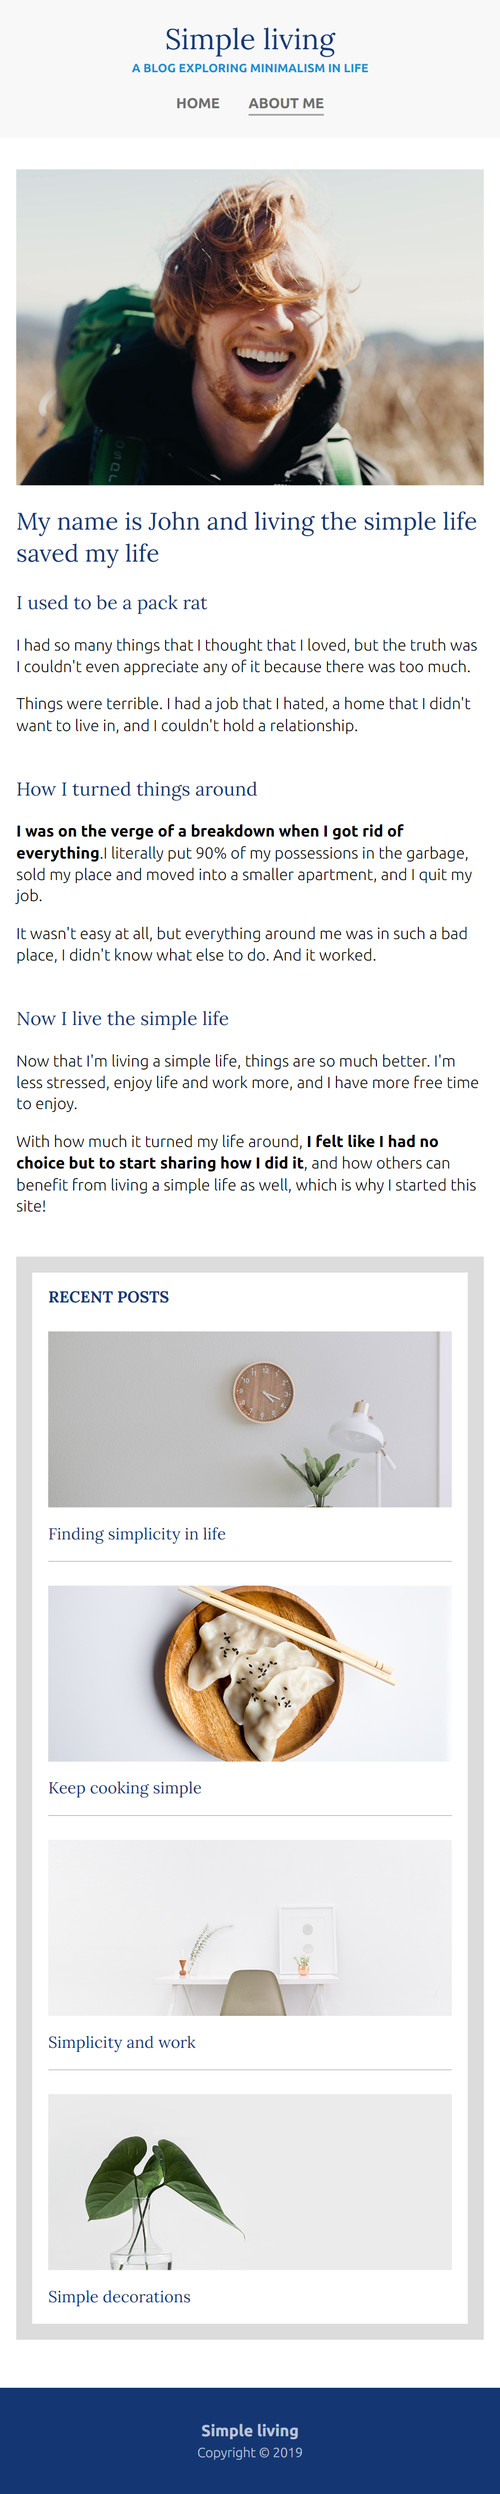 Simple living
A BLOG EXPLORING MINIMALISM IN LIFE
HOME ABOUT ME
My name is John and living the simple life
saved my life
I used to be a pack rat
I had so many things that I thought that I loved, but the truth was
I couldn't even appreciate any of it because there was too much.
Things were terrible. I had a job that I hated, a home that I didn't
want to live in, and I couldn't hold a relationship.
How I turned things around
I was on the verge of a breakdown when I got rid of
everything.I literally put 90% of my possessions in the garbage,
sold my place and moved into a smaller apartment, and I quit my
job.
It wasn't easy at all, but everything around me was in such a bad
place, I didn't know what else to do. And it worked.
Now I live the simple life
Now that I'm living a simple life, things are so much better. I'm
less stressed, enjoy life and work more, and I have more free time
to enjoy.
With how much it turned my life around, I felt like I had no
choice but to start sharing how I did it, and how others can
benefit from living a simple life as well, which is why I started this
site!
RECENT POSTS
Finding simplicity in life
Keep cooking simple
Simplicity and work
Simple decorations
Simple living
Copyright © 2019